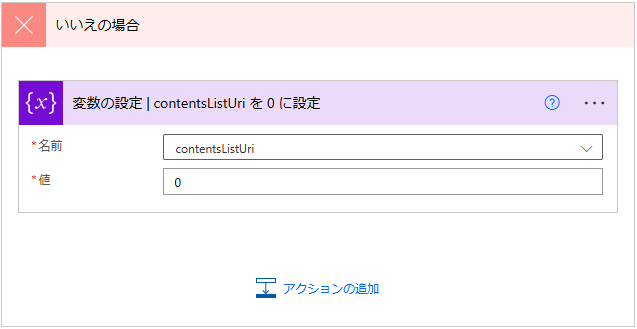 いいえの場合
{x} 変数の設定 | contentsListUri を 0 に設定 ? ...
*名前 contentsListUri
*値 0
アクションの追加